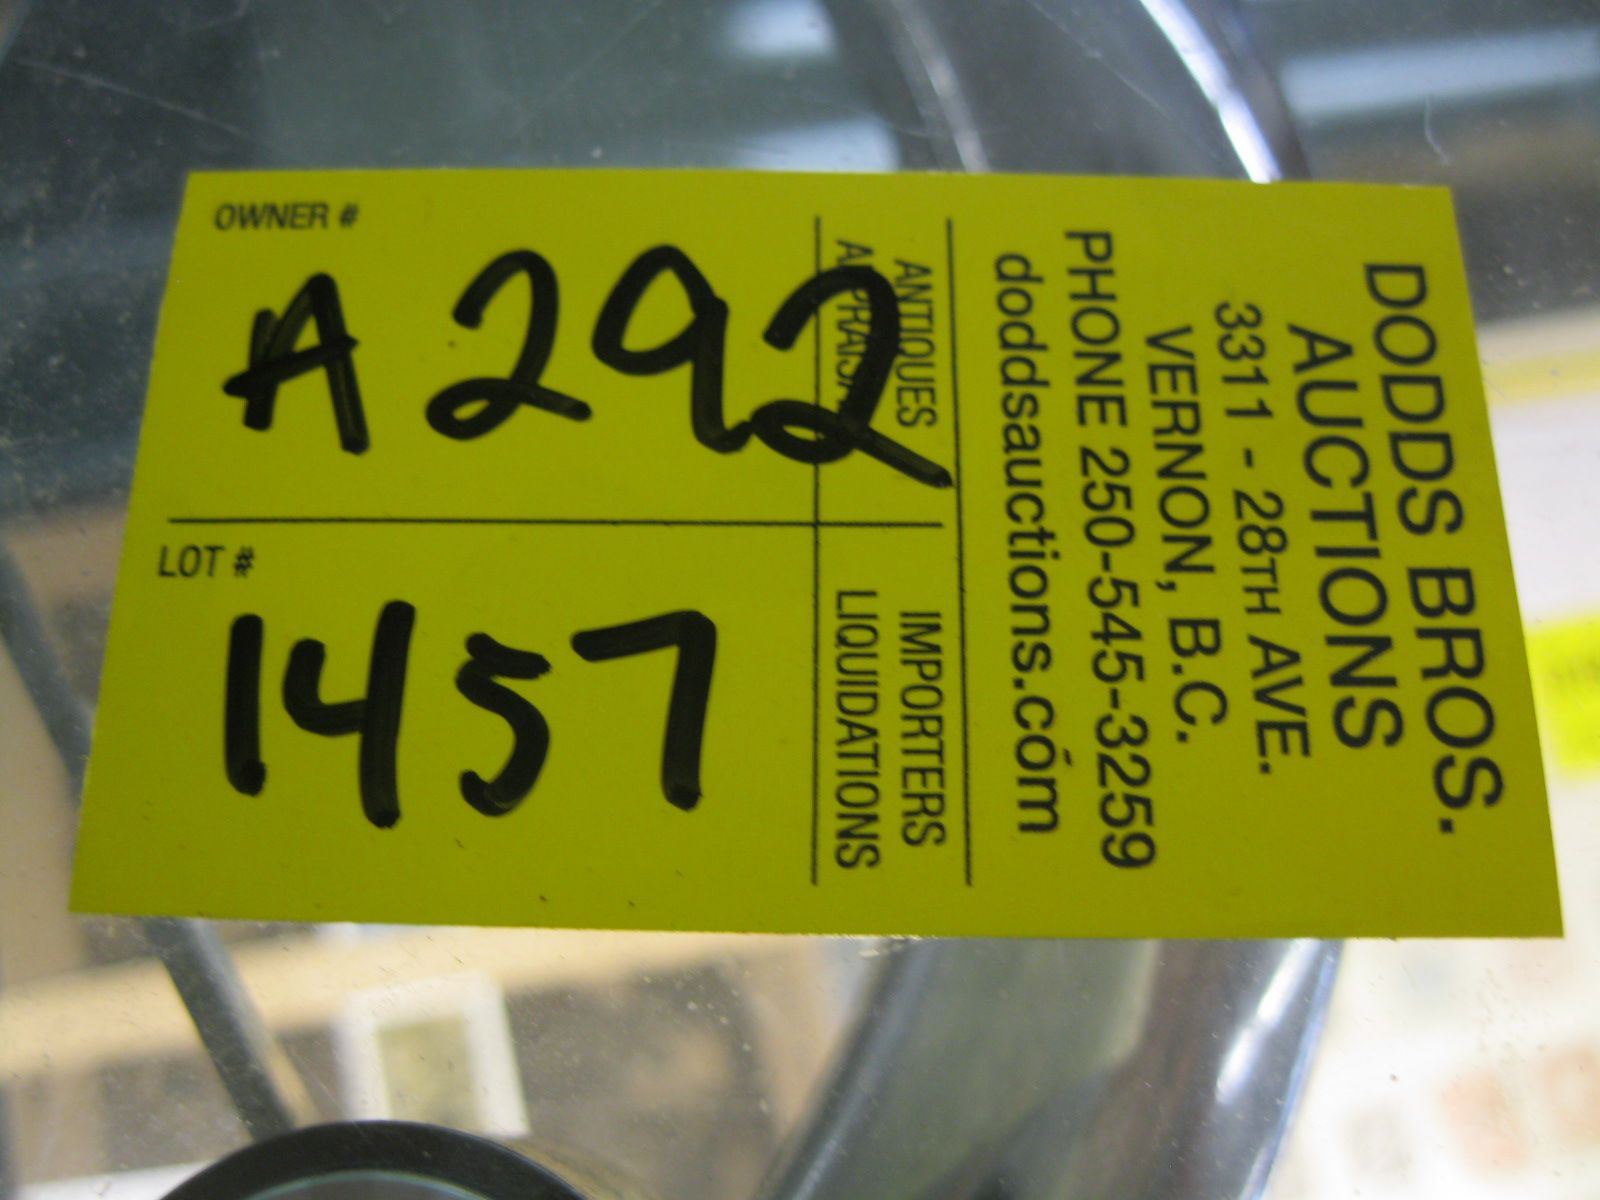 DODDS BROS.
AUCTIONS
3311 - 28TH AVE.
VERNON, B.C.
PHONE 250-545-3259
doddsauctions.com
ANTIQUES
APPRAISALS
IMPORTERS
LIQUIDATIONS
OWNER #
A292
LOT #
1457